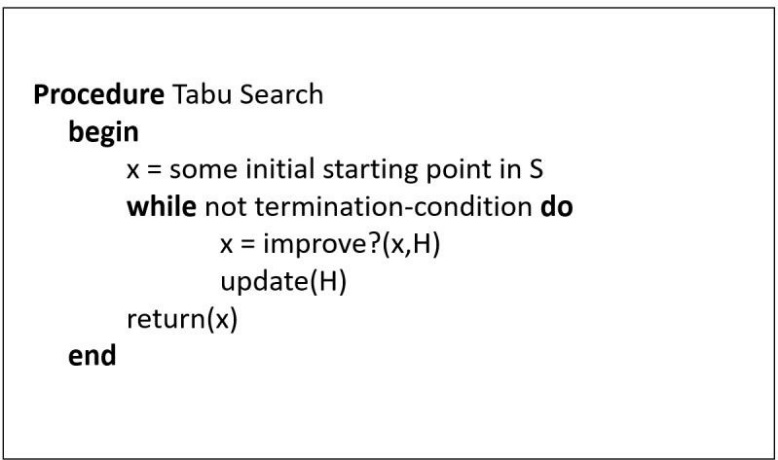 Procedure Tabu Search
begin
x = some initial starting point in S
while not termination-condition do
x = improve?(x,H)
update(H)
return(x)
end